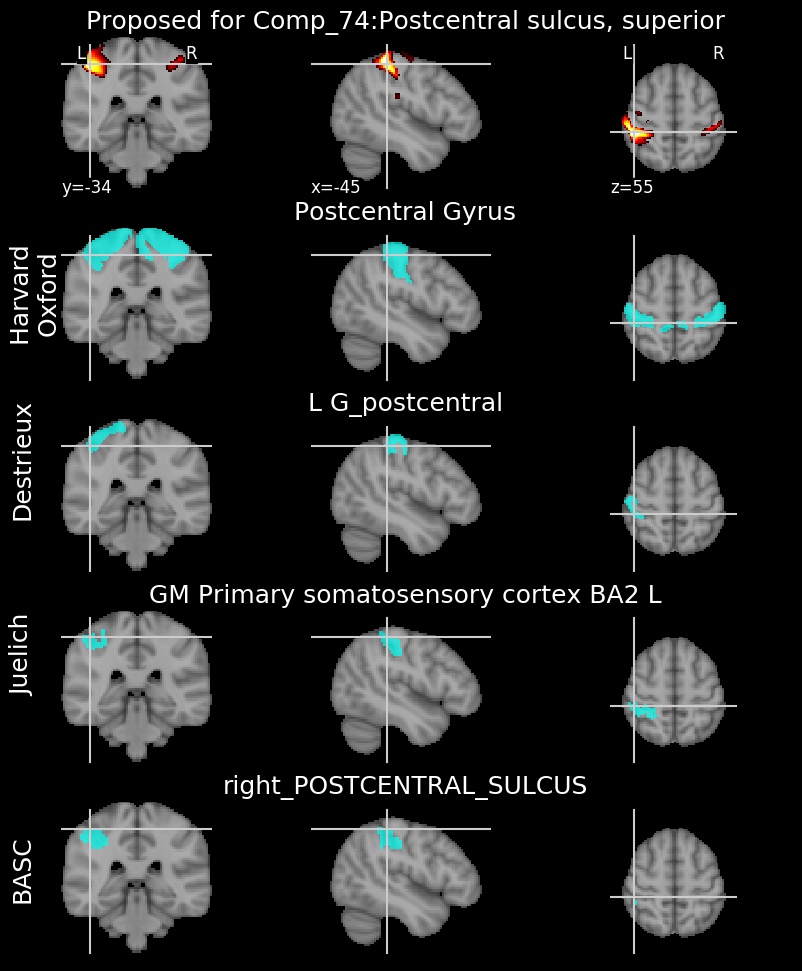 Proposed for Comp_74:Postcentral sulcus, superior
L R L R
y=-34 x=-45 z=55
Postcentral Gyrus
Harvard
Oxford
L G_postcentral
Destrieux
GM Primary somatosensory cortex BA2 L
Juelich
right_POSTCENTRAL_SULCUS
BASC